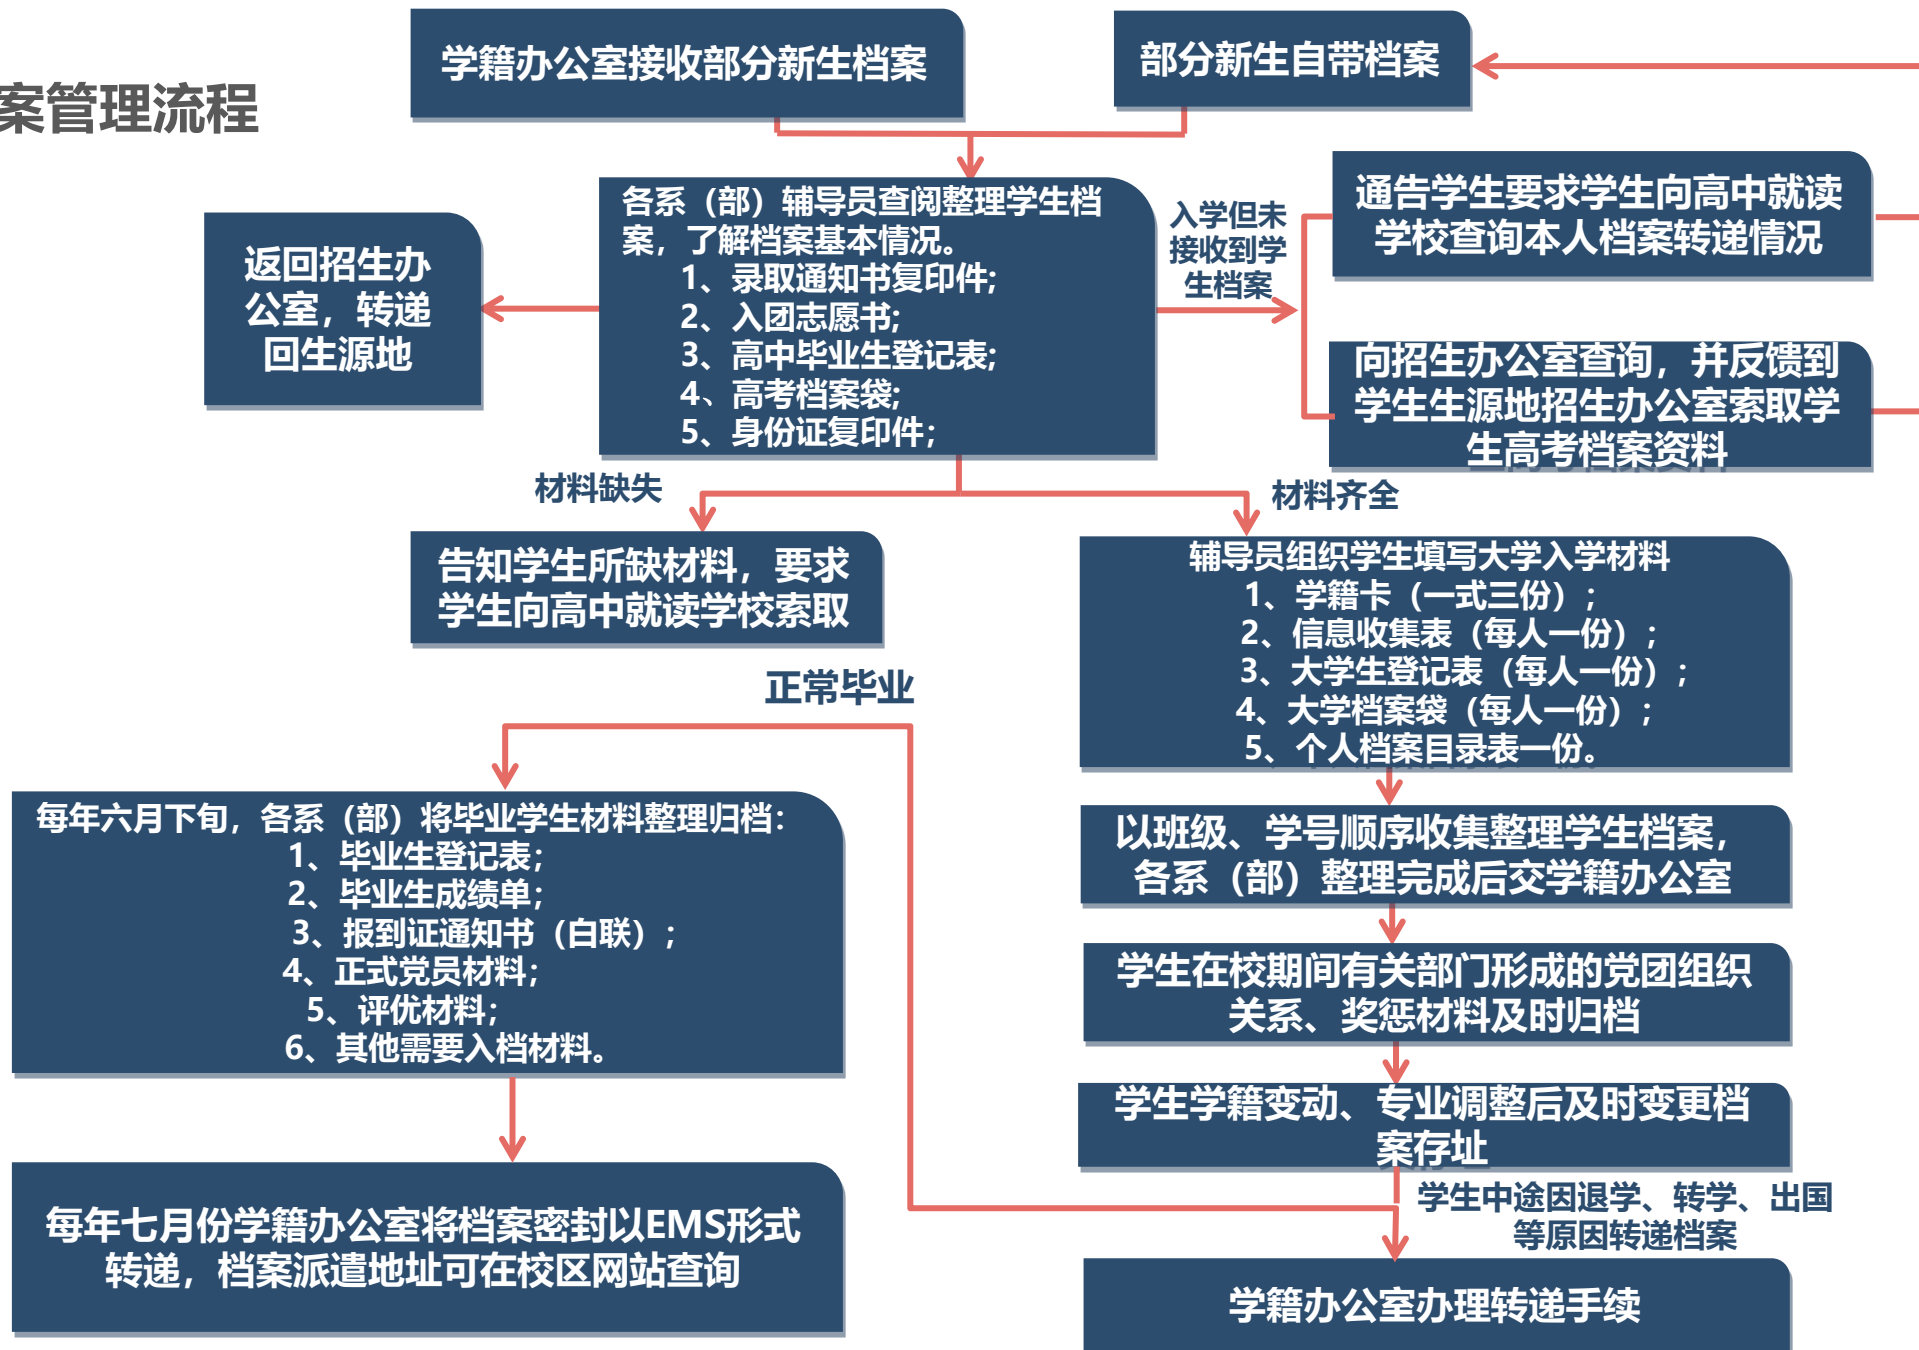 案管理流程
学籍办公室接收部分新生档案
部分新生自带档案
各系（部）辅导员查阅整理学生档
案，了解档案基本情况。
1、录取通知书复印件;
2、入团志愿书;
3、高中毕业生登记表;
4、高考档案袋;
5、身份证复印件；
返回招生办
公室，转递
回生源地
入学但未
接收到学
生档案
通告学生要求学生向高中就读
学校查询本人档案转递情况
向招生办公室查询，并反馈到
学生生源地招生办公室索取学
生高考档案资料
材料缺失
材料齐全
告知学生所缺材料，要求
学生向高中就读学校索取
辅导员组织学生填写大学入学材料
1、学籍卡（一式三份）；
2、信息收集表（每人一份）；
3、大学生登记表（每人一份）；
4、大学档案袋（每人一份）；
5、个人档案目录表一份。
正常毕业
每年六月下旬，各系（部）将毕业学生材料整理归档：
1、毕业生登记表；
2、毕业生成绩单；
3、报到证通知书（白联）；
4、正式党员材料；
5、评优材料；
6、其他需要入档材料。
以班级、学号顺序收集整理学生档案，
各系（部）整理完成后交学籍办公室
学生在校期间有关部门形成的党团组织
关系、奖惩材料及时归档
学生学籍变动、专业调整后及时变更档
案存址
学生中途因退学、转学、出国
等原因转递档案
每年七月份学籍办公室将档案密封以EMS形式
转递，档案派遣地址可在校区网站查询
学籍办公室办理转递手续